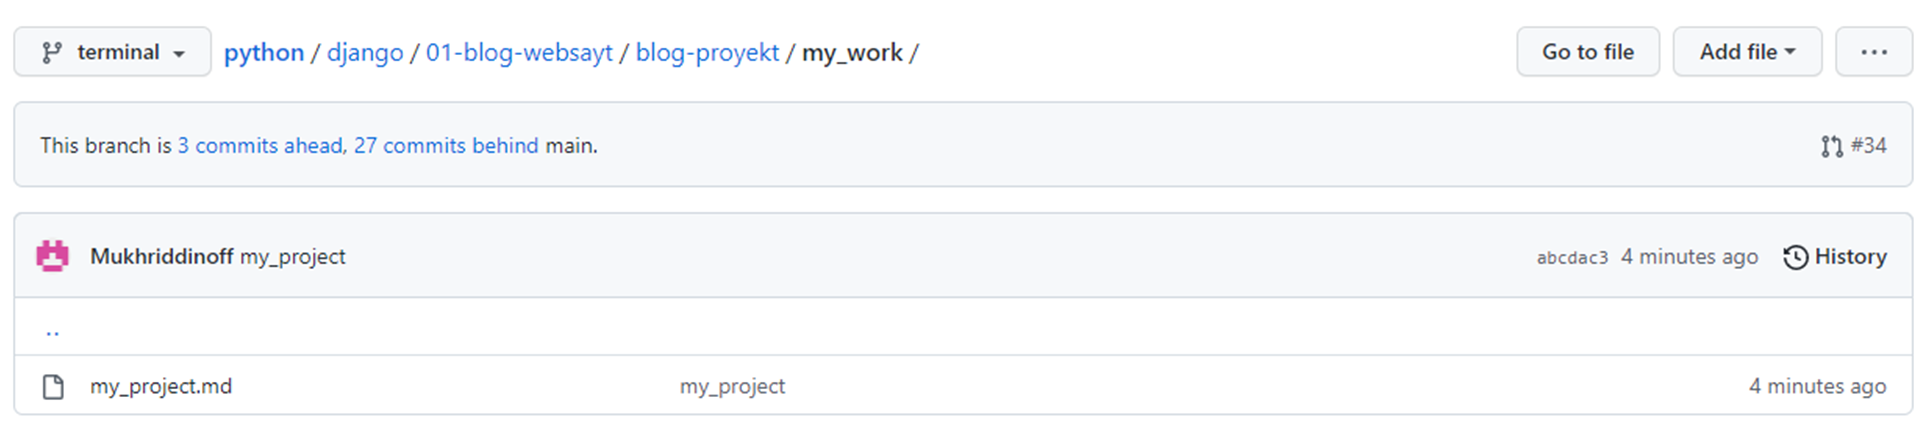 terminal python / django / 01-blog-websayt / blog-proyekt / my_work / Go to file Add file ...
This branch is 3 commits ahead, 27 commits behind main. #34
Mukhriddinoff my_project abcdac3 4 minutes ago History
..
my_project.md my_project 4 minutes ago